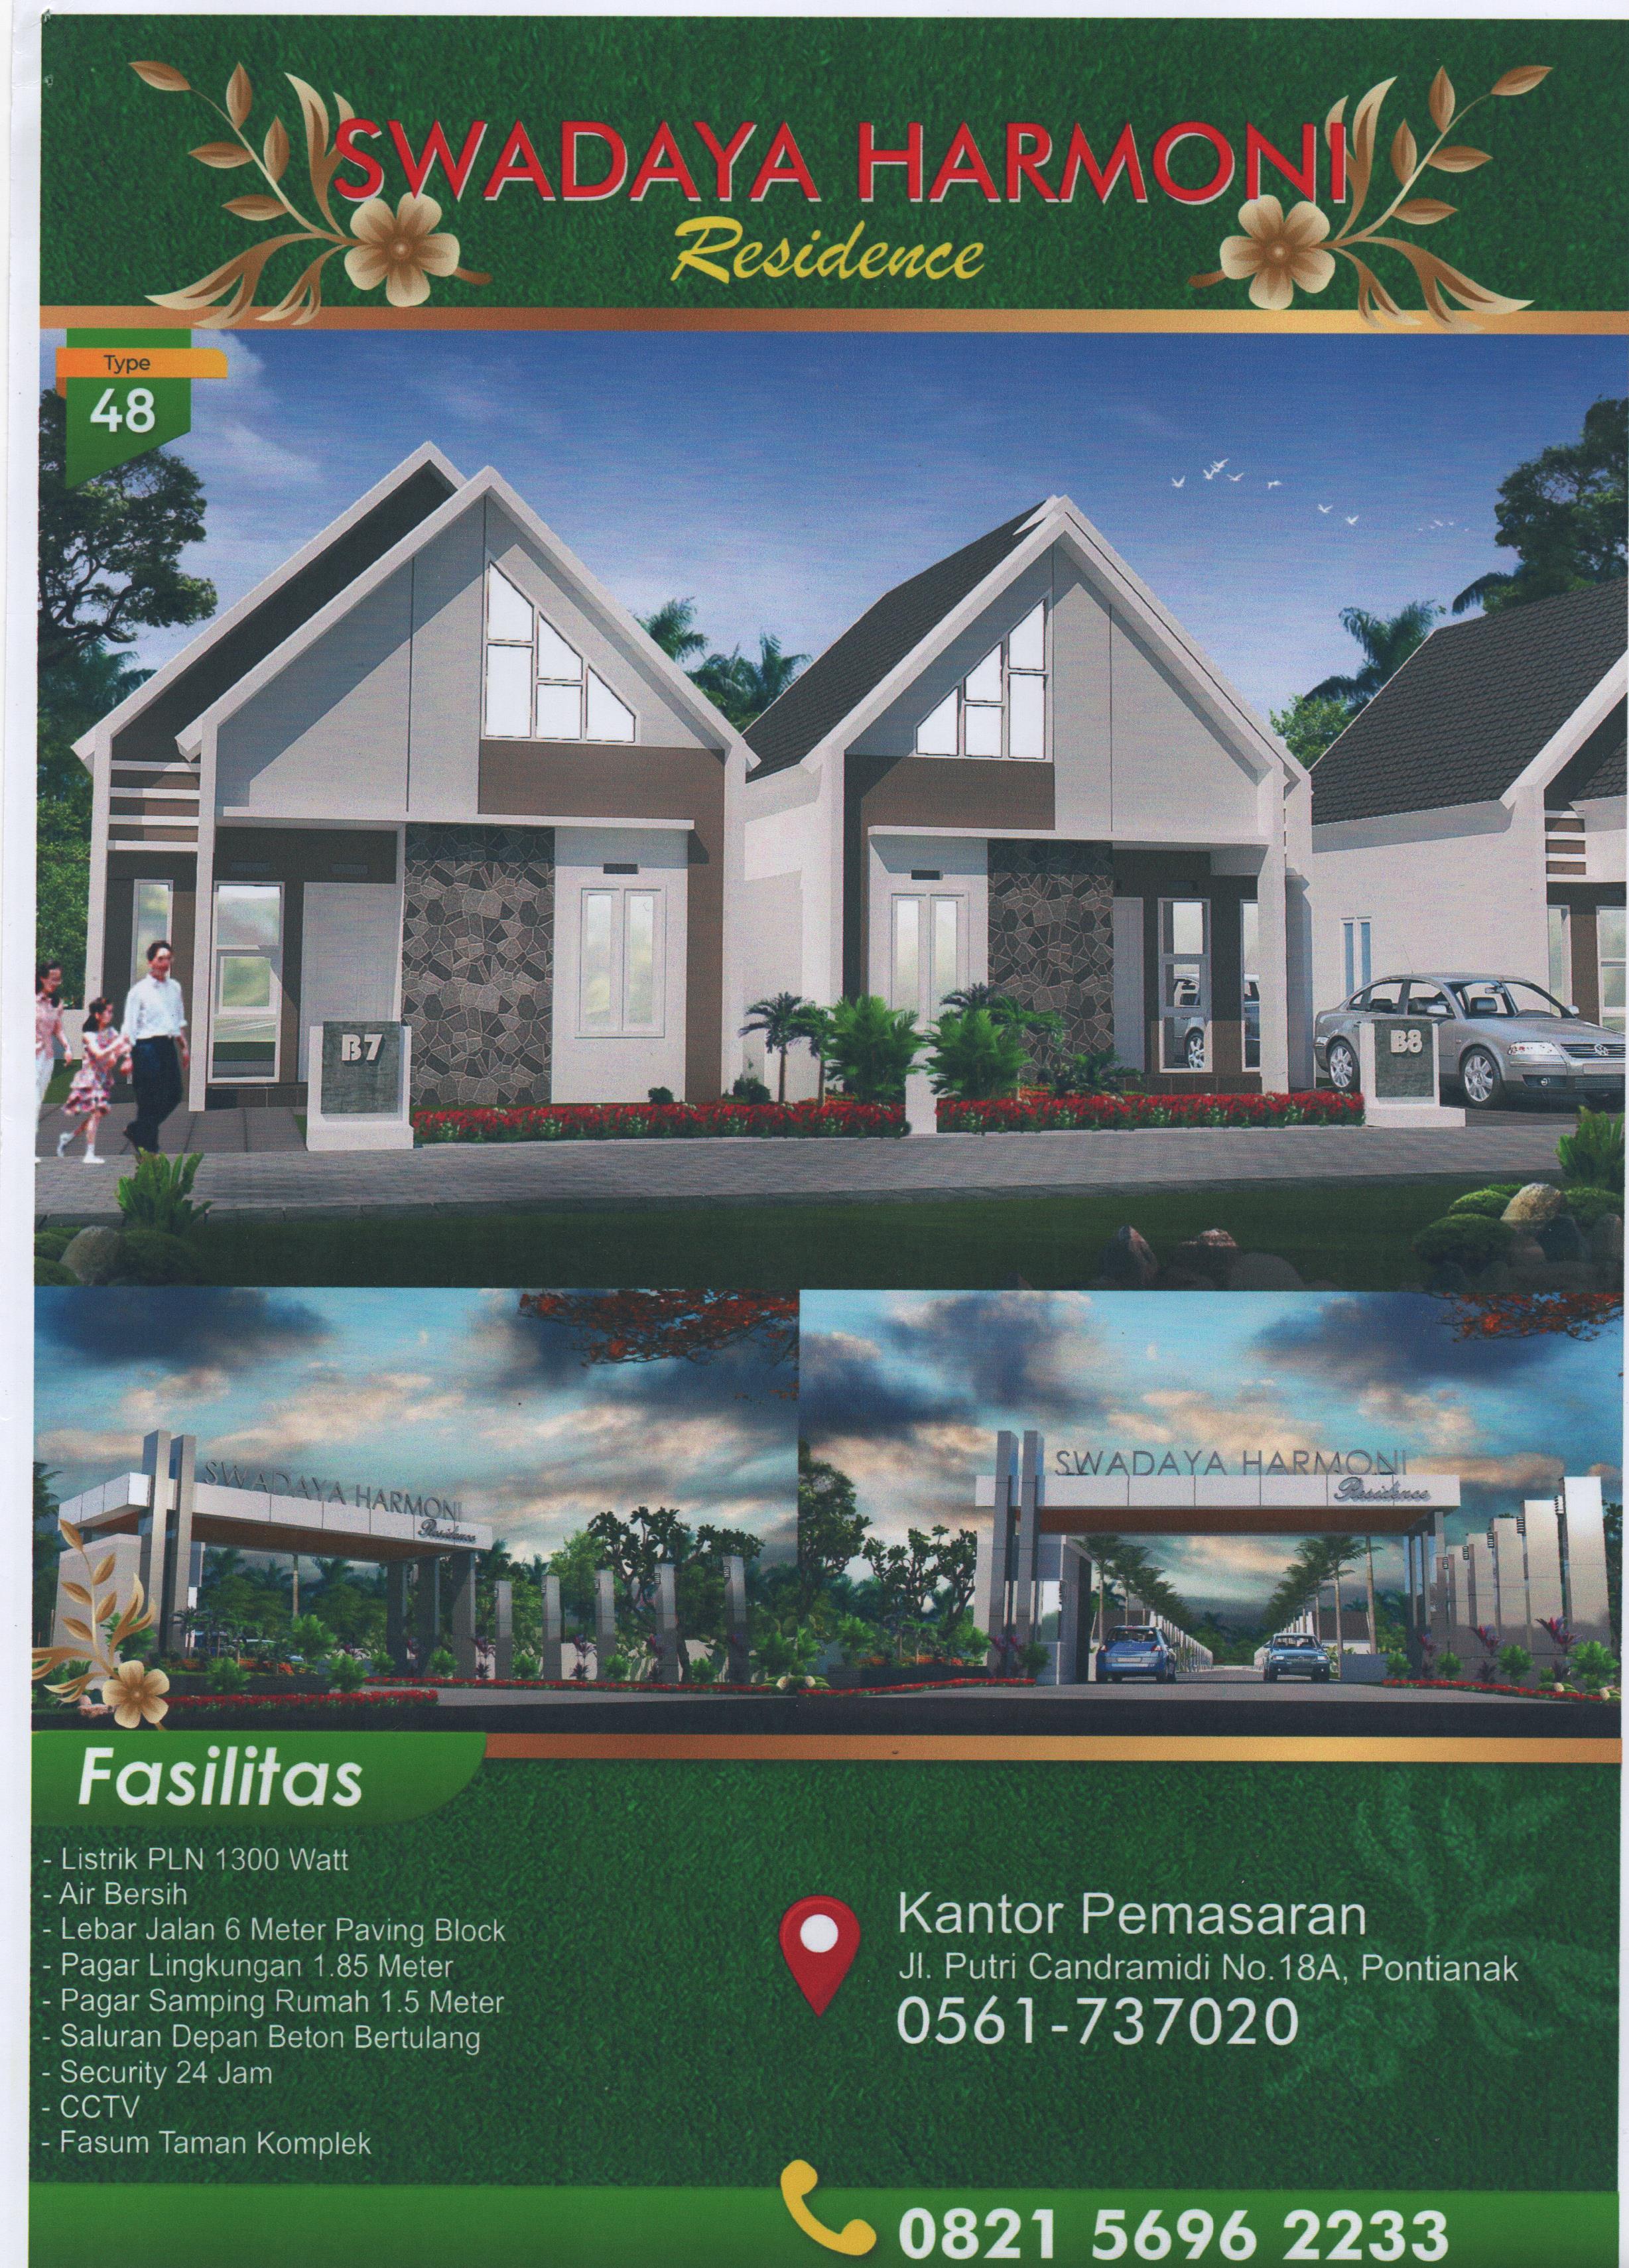 SWADAYA HARMONI
Residence
Type
48
B7
B8
SWADAYA HARMONI
Residence
SWADAYA HARMONI
Residence
Fasilitas
- Listrik PLN 1300 Watt
- Air Bersih
- Lebar Jalan 6 Meter Paving Block
- Pagar Lingkungan 1.85 Meter
- Pagar Samping Rumah 1.5 Meter
- Saluran Depan Beton Bertulang
- Security 24 Jam
- CCTV
- Fasum Taman Komplek
Kantor Pemasaran
Jl. Putri Candramidi No.18A, Pontianak
0561-737020
0821 5696 2233